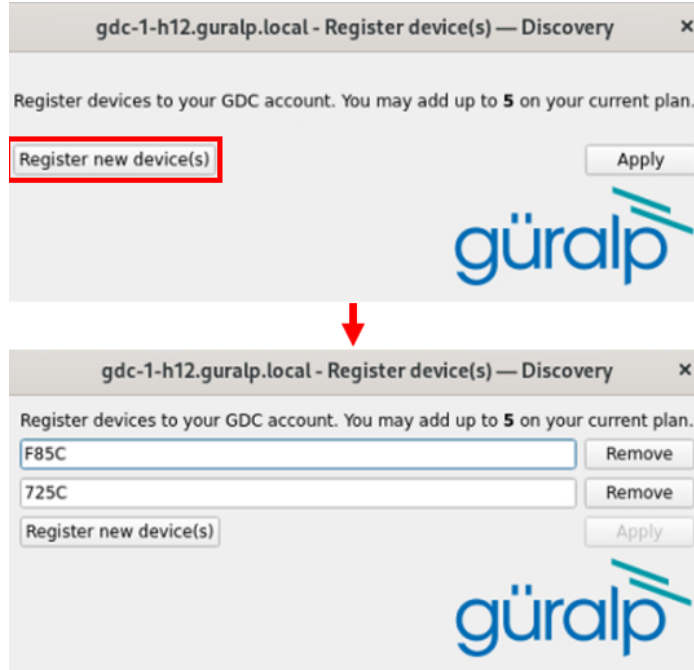 gdc-1-h12.guralp.local - Register device(s) — Discovery ×
Register devices to your GDC account. You may add up to 5 on your current plan.
Register new device(s) Apply
güralp
gdc-1-h12.guralp.local - Register device(s) — Discovery ×
Register devices to your GDC account. You may add up to 5 on your current plan.
F85C Remove
725C Remove
Register new device(s) Apply
güralp